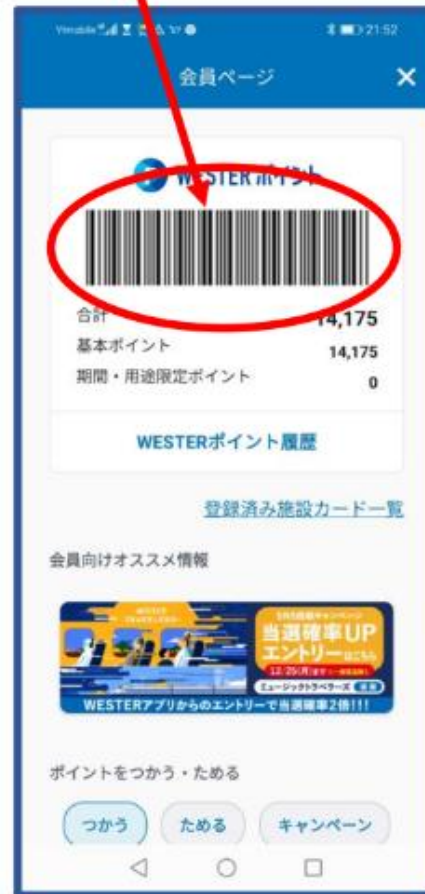 21:52
会員ページ
WESTERポイント
合計 14,175
基本ポイント 14,175
期間・用途限定ポイント 0
WESTERポイント履歴
登録済み施設カード一覧
会員向けオススメ情報
当選確率UP
エントリーはこちら
12/25(月)まで
ミュージックトラベラーズ
WESTERアプリからのエントリーで当選確率2倍!!!
ポイントをつかう・ためる
つかう
ためる
キャンペーン